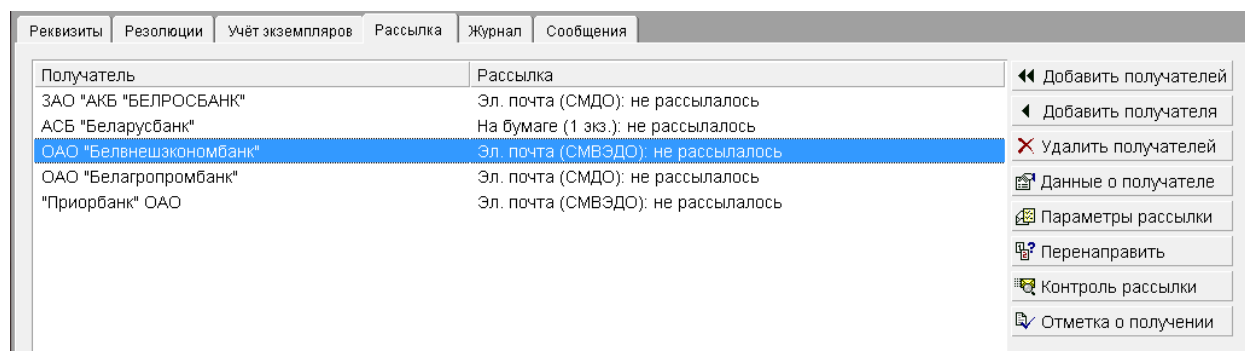 Реквизиты Резолюции Учёт экземпляров Рассылка Журнал Сообщения
Получатель Рассылка
ЗАО "АКБ "БЕЛРОСБАНК" Эл. почта (СМДО): не рассылалось
АСБ "Беларусбанк" На бумаге (1 экз.): не рассылалось
ОАО "Белвнешэкономбанк" Эл. почта (СМВЭДО): не рассылалось
ОАО "Белагропромбанк" Эл. почта (СМДО): не рассылалось
"Приорбанк" ОАО Эл. почта (СМВЭДО): не рассылалось
Добавить получателей
Добавить получателя
Удалить получателей
Данные о получателе
Параметры рассылки
Перенаправить
Контроль рассылки
Отметка о получении